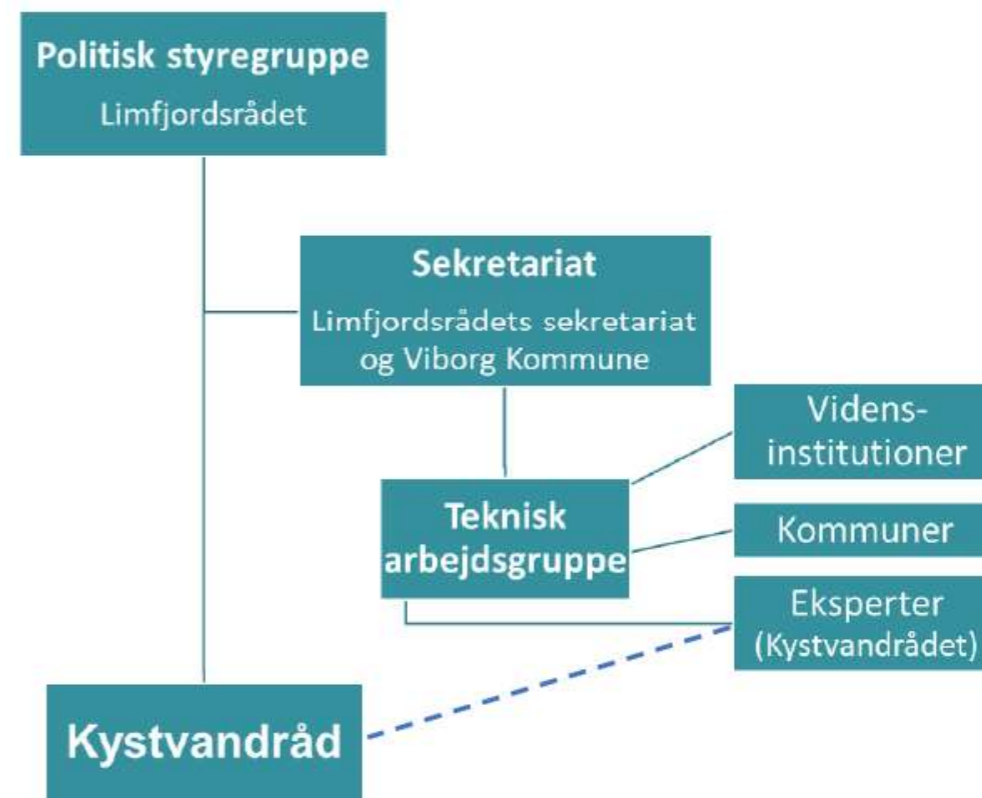 Politisk styregruppe
Limfjordsrådet
Sekretariat
Limfjordsrådets sekretariat
og Viborg Kommune
Videns-
institutioner
Teknisk
arbejdsgruppe
Kommuner
Eksperter
(Kystvandrådet)
Kystvandråd